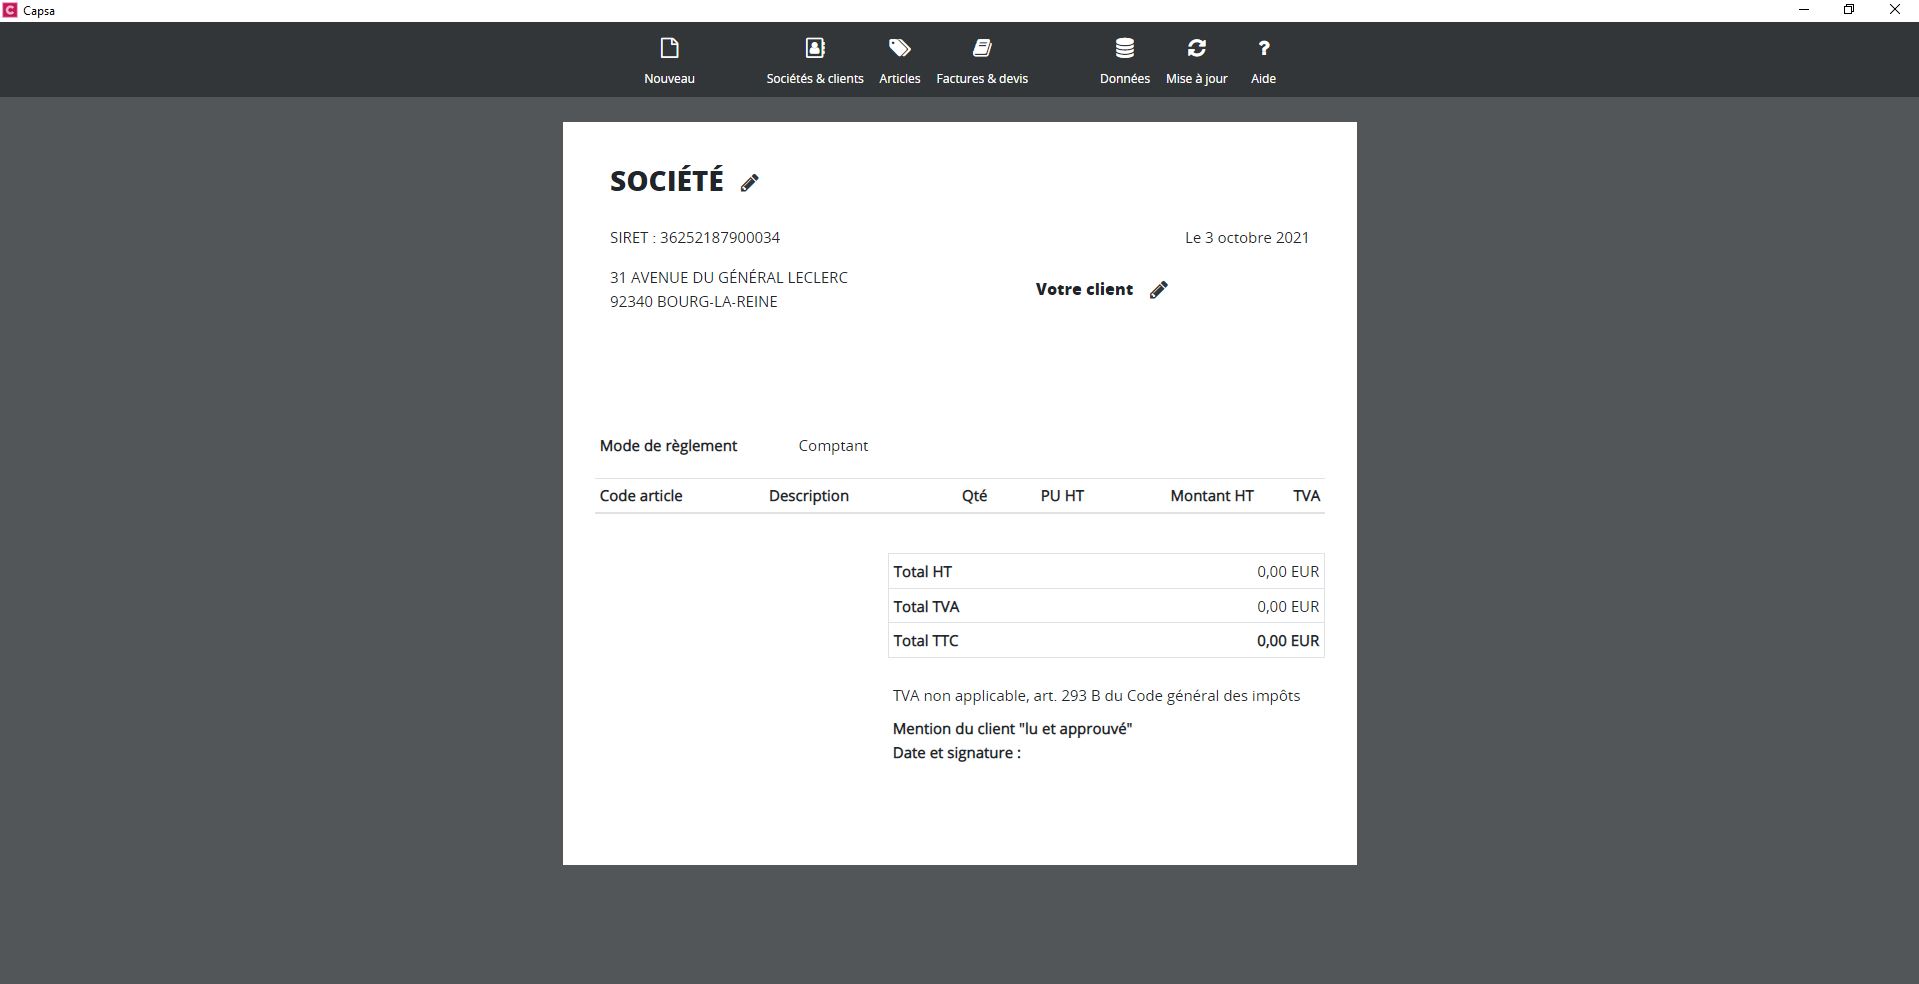 Capsa
Nouveau
Sociétés & clients
Articles
Factures & devis
Données
Mise à jour
Aide
SOCIÉTÉ
SIRET : 36252187900034
Le 3 octobre 2021
31 AVENUE DU GÉNÉRAL LECLERC
92340 BOURG-LA-REINE
Votre client
Mode de règlement Comptant
Code article Description Qté PU HT Montant HT TVA
Total HT 0,00 EUR
Total TVA 0,00 EUR
Total TTC 0,00 EUR
TVA non applicable, art. 293 B du Code général des impôts
Mention du client "lu et approuvé"
Date et signature :